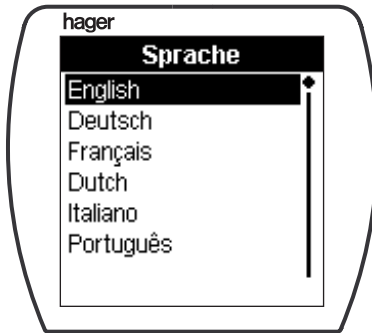 hager
Sprache
English
Deutsch
Français
Dutch
Italiano
Português